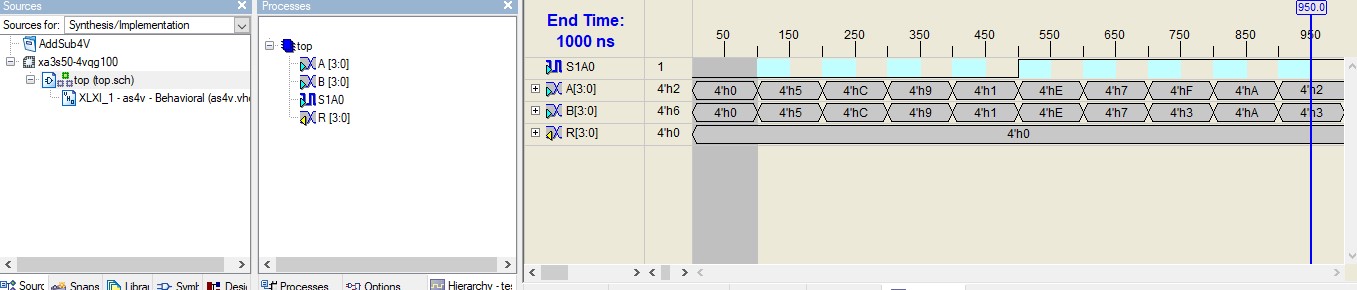 Sources
Sources for: Synthesis/Implementation
AddSub4V
xa3s50-4vqg100
top (top.sch)
XLXI_1 - as4v - Behavioral (as4v.vh
Processes
top
A [3:0]
B [3:0]
S1A0
R [3:0]
End Time:
1000 ns
950.0
50 150 250 350 450 550 650 750 850 950
S1A0 1
A[3:0] 4'h2 4'h0 4'h5 4'hC 4'h9 4'h1 4'hE 4'h7 4'hF 4'hA 4'h2
B[3:0] 4'h6 4'h0 4'h5 4'hC 4'h9 4'h1 4'hE 4'h7 4'h3 4'hA 4'h3
R[3:0] 4'h0 4'h0
Sourc Snaps Librar Symb Desi
Processes Options Hierarchy - te